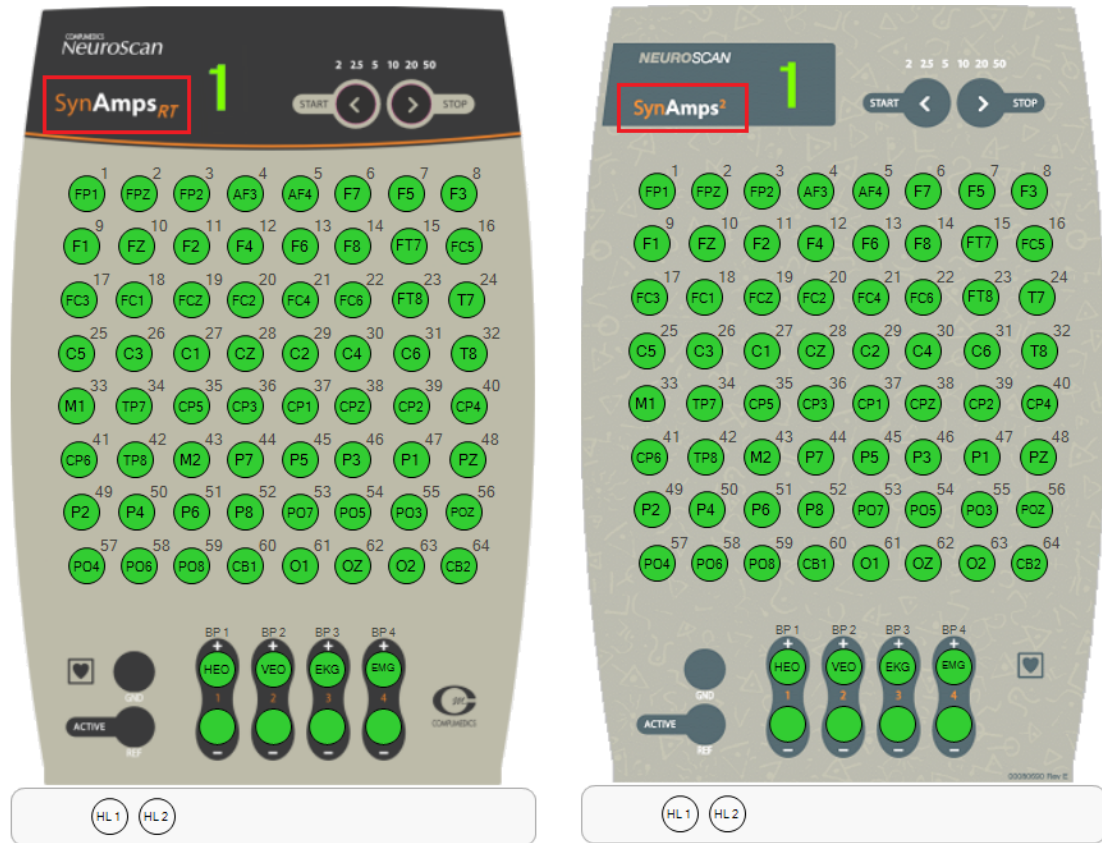 COMPUMEDICS
NeuroScan
SynAmps RT
1
2 2.5 5 10 20 50
START < > STOP
1 2 3 4 5 6 7 8
FP1 FPZ FP2 AF3 AF4 F7 F5 F3
9 10 11 12 13 14 15 16
F1 FZ F2 F4 F6 F8 FT7 FC5
17 18 19 20 21 22 23 24
FC3 FC1 FCZ FC2 FC4 FC6 FT8 T7
25 26 27 28 29 30 31 32
C5 C3 C1 CZ C2 C4 C6 T8
33 34 35 36 37 38 39 40
M1 TP7 CP5 CP3 CP1 CPZ CP2 CP4
41 42 43 44 45 46 47 48
CP6 TP8 M2 P7 P5 P3 P1 PZ
49 50 51 52 53 54 55 56
P2 P4 P6 P8 PO7 PO5 PO3 POZ
57 58 59 60 61 62 63 64
PO4 PO6 PO8 CB1 O1 OZ O2 CB2
BP 1 BP 2 BP 3 BP 4
+ + + +
HEO VEO EKG EMG
GND 1 2 3 4
COMPUMEDICS
ACTIVE
REF − − − −
HL 1 HL 2
NEUROSCAN
SynAmps²
1
2 2.5 5 10 20 50
START < > STOP
1 2 3 4 5 6 7 8
FP1 FPZ FP2 AF3 AF4 F7 F5 F3
9 10 11 12 13 14 15 16
F1 FZ F2 F4 F6 F8 FT7 FC5
17 18 19 20 21 22 23 24
FC3 FC1 FCZ FC2 FC4 FC6 FT8 T7
25 26 27 28 29 30 31 32
C5 C3 C1 CZ C2 C4 C6 T8
33 34 35 36 37 38 39 40
M1 TP7 CP5 CP3 CP1 CPZ CP2 CP4
41 42 43 44 45 46 47 48
CP6 TP8 M2 P7 P5 P3 P1 PZ
49 50 51 52 53 54 55 56
P2 P4 P6 P8 PO7 PO5 PO3 POZ
57 58 59 60 61 62 63 64
PO4 PO6 PO8 CB1 O1 OZ O2 CB2
BP 1 BP 2 BP 3 BP 4
+ + + +
HEO VEO EKG EMG
GND 1 2 3 4
ACTIVE
REF − − − −
HL 1 HL 2